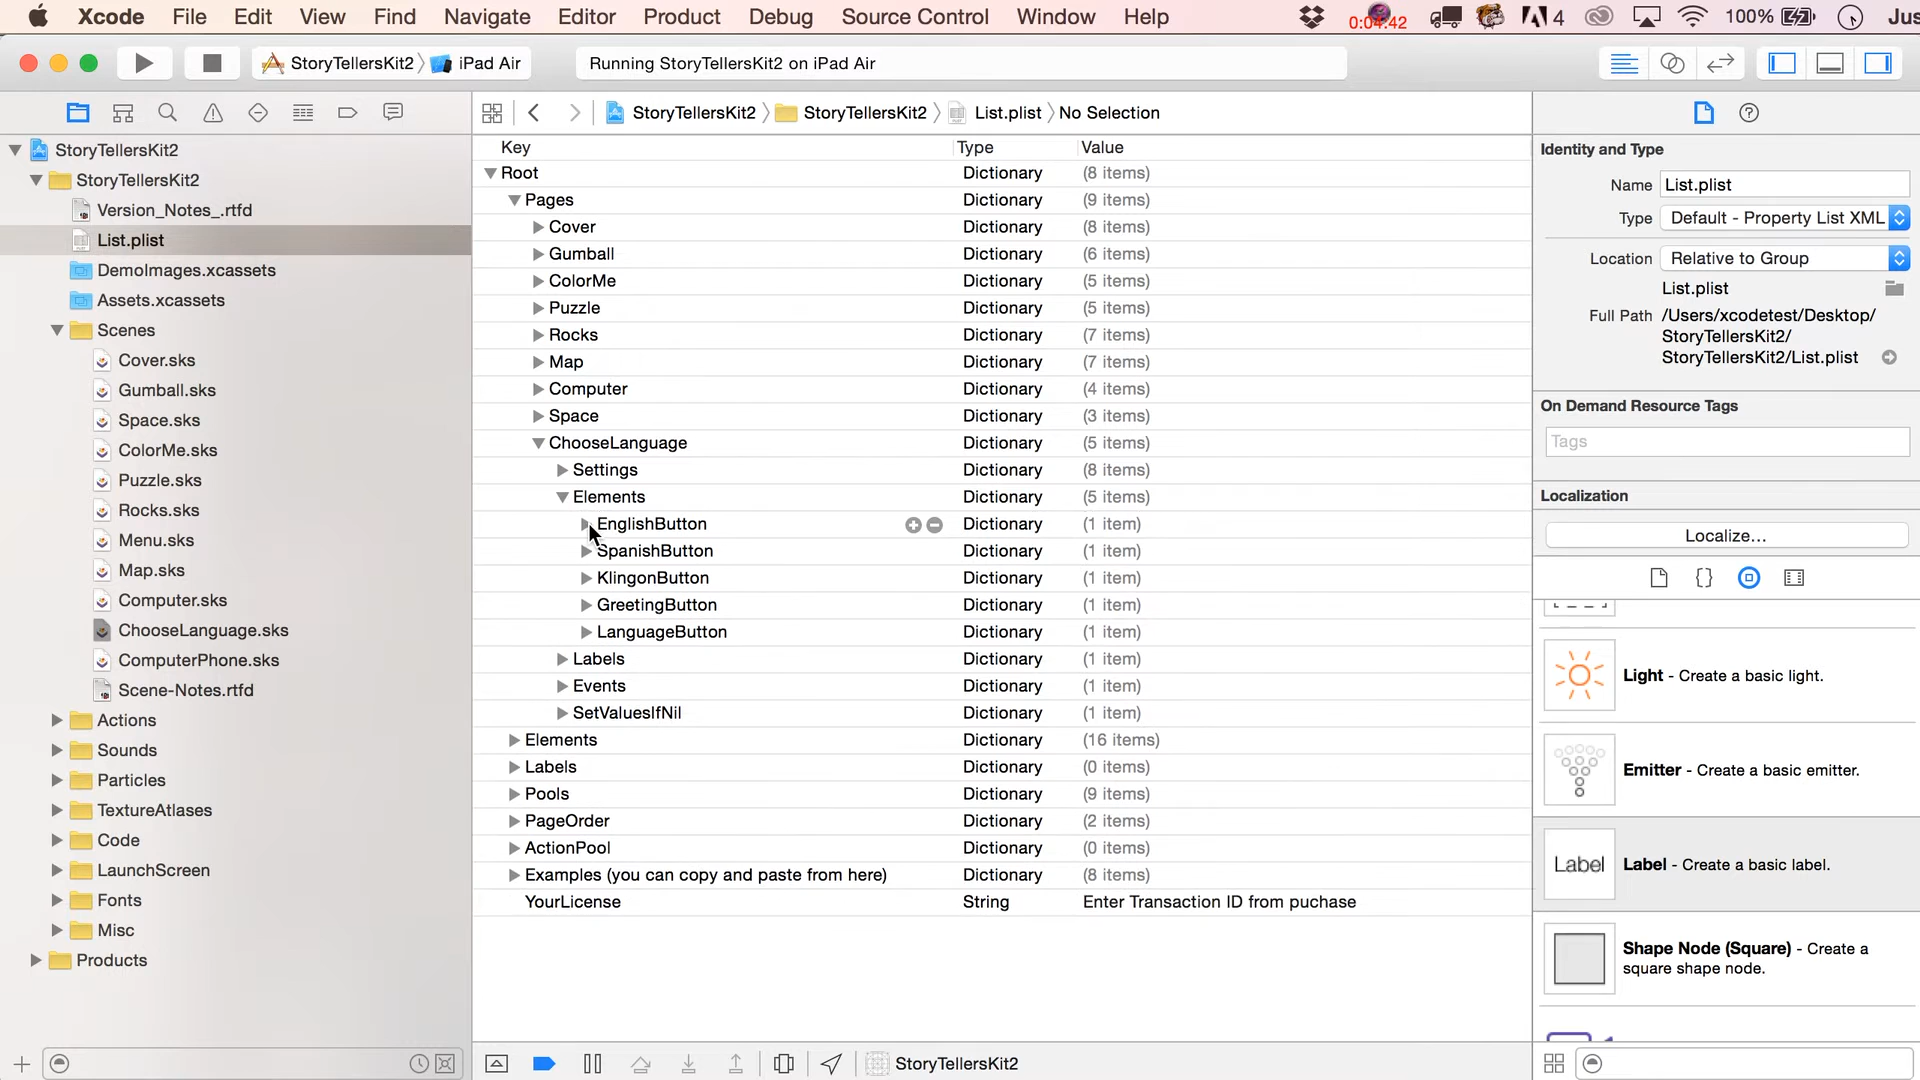 Xcode File Edit View Find Navigate Editor Product Debug Source Control Window Help 0:04:42 4 100% Jus
StoryTellersKit2 iPad Air Running StoryTellersKit2 on iPad Air
StoryTellersKit2 StoryTellersKit2 List.plist No Selection
StoryTellersKit2
StoryTellersKit2
Version_Notes_.rtfd
List.plist
DemoImages.xcassets
Assets.xcassets
Scenes
Cover.sks
Gumball.sks
Space.sks
ColorMe.sks
Puzzle.sks
Rocks.sks
Menu.sks
Map.sks
Computer.sks
ChooseLanguage.sks
ComputerPhone.sks
Scene-Notes.rtfd
Actions
Sounds
Particles
TextureAtlases
Code
LaunchScreen
Fonts
Misc
Products
Key Type Value
Root Dictionary (8 items)
Pages Dictionary (9 items)
Cover Dictionary (8 items)
Gumball Dictionary (6 items)
ColorMe Dictionary (5 items)
Puzzle Dictionary (5 items)
Rocks Dictionary (7 items)
Map Dictionary (7 items)
Computer Dictionary (4 items)
Space Dictionary (3 items)
ChooseLanguage Dictionary (5 items)
Settings Dictionary (8 items)
Elements Dictionary (5 items)
EnglishButton Dictionary (1 item)
SpanishButton Dictionary (1 item)
KlingonButton Dictionary (1 item)
GreetingButton Dictionary (1 item)
LanguageButton Dictionary (1 item)
Labels Dictionary (1 item)
Events Dictionary (1 item)
SetValuesIfNil Dictionary (1 item)
Elements Dictionary (16 items)
Labels Dictionary (0 items)
Pools Dictionary (9 items)
PageOrder Dictionary (2 items)
ActionPool Dictionary (0 items)
Examples (you can copy and paste from here) Dictionary (8 items)
YourLicense String Enter Transaction ID from puchase
StoryTellersKit2
Identity and Type
Name List.plist
Type Default - Property List XML
Location Relative to Group
List.plist
Full Path /Users/xcodetest/Desktop/
StoryTellersKit2/
StoryTellersKit2/List.plist
On Demand Resource Tags
Tags
Localization
Localize...
Light - Create a basic light.
Emitter - Create a basic emitter.
Label Label - Create a basic label.
Shape Node (Square) - Create a
square shape node.